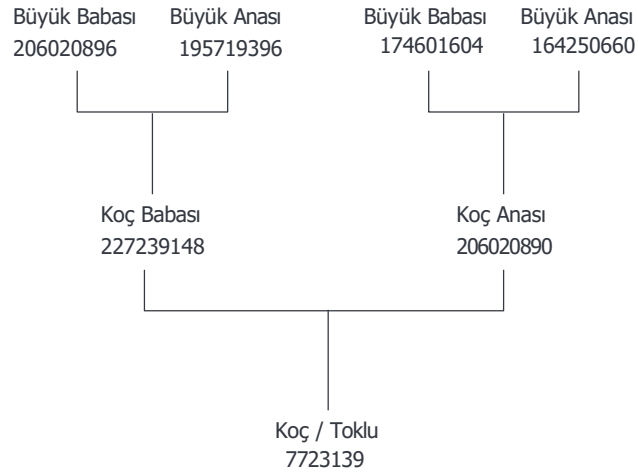 Büyük Babası Büyük Anası Büyük Babası Büyük Anası
206020896 195719396 174601604 164250660
Koç Babası Koç Anası
227239148 206020890
Koç / Toklu
7723139